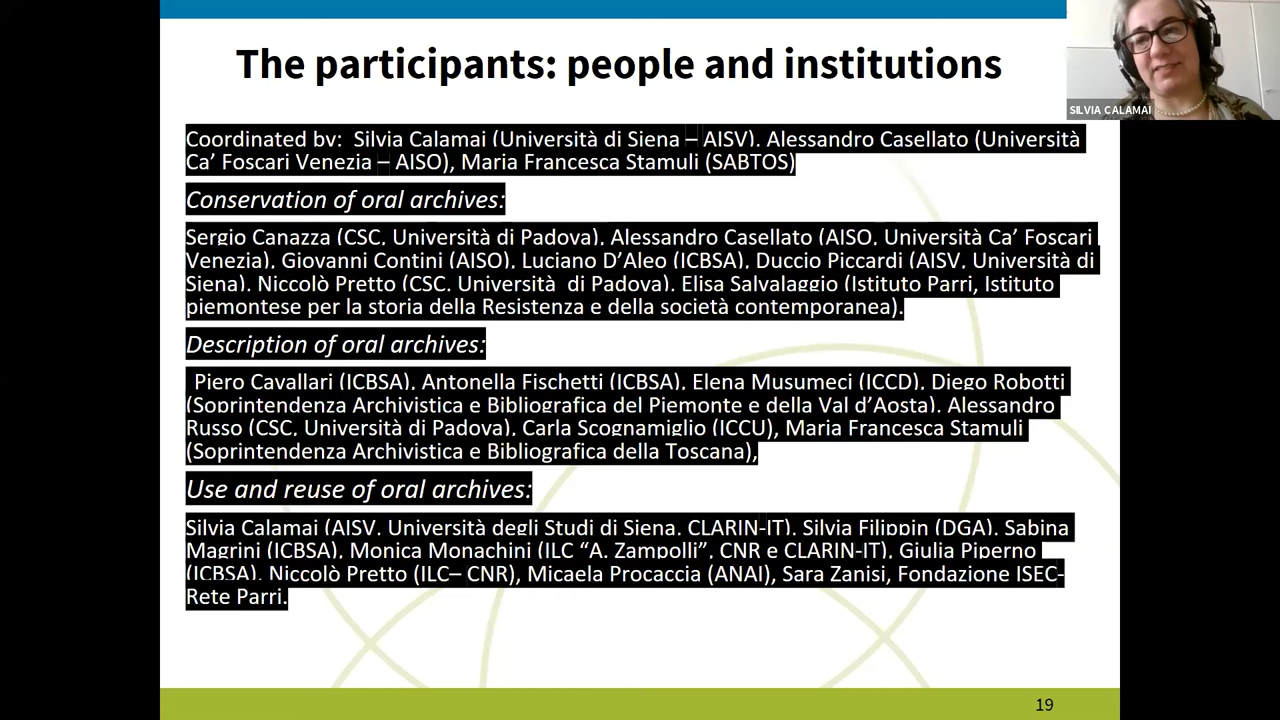 The participants: people and institutions
SILVIA CALAMAI
Coordinated by: Silvia Calamai (Università di Siena – AISV), Alessandro Casellato (Università
Ca’ Foscari Venezia – AISO), Maria Francesca Stamuli (SABTOS)
Conservation of oral archives:
Sergio Canazza (CSC, Università di Padova), Alessandro Casellato (AISO, Università Ca’ Foscari
Venezia), Giovanni Contini (AISO), Luciano D’Aleo (ICBSA), Duccio Piccardi (AISV, Università di
Siena), Niccolò Pretto (CSC, Università di Padova), Elisa Salvalaggio (Istituto Parri, Istituto
piemontese per la storia della Resistenza e della società contemporanea).
Description of oral archives:
Piero Cavallari (ICBSA), Antonella Fischetti (ICBSA), Elena Musumeci (ICCD), Diego Robotti
(Soprintendenza Archivistica e Bibliografica del Piemonte e della Val d’Aosta), Alessandro
Russo (CSC, Università di Padova), Carla Scognamiglio (ICCU), Maria Francesca Stamuli
(Soprintendenza Archivistica e Bibliografica della Toscana),
Use and reuse of oral archives:
Silvia Calamai (AISV, Università degli Studi di Siena, CLARIN-IT), Silvia Filippin (DGA), Sabina
Magrini (ICBSA), Monica Monachini (ILC “A. Zampolli”, CNR e CLARIN-IT), Giulia Piperno
(ICBSA), Niccolò Pretto (ILC– CNR), Micaela Procaccia (ANAI), Sara Zanisi, Fondazione ISEC-
Rete Parri.
19